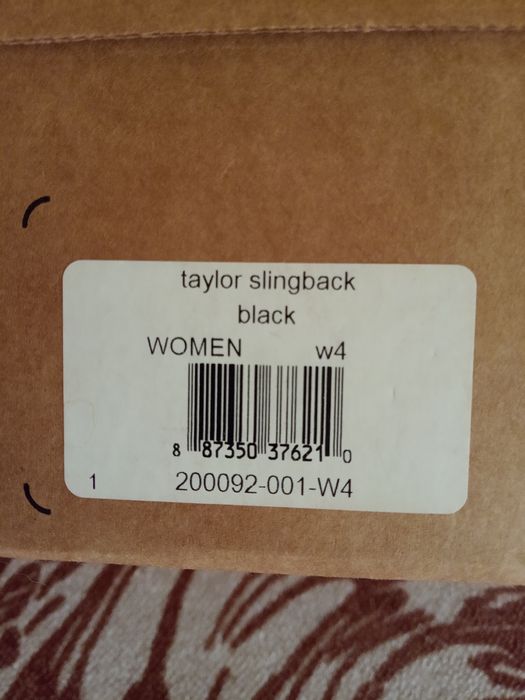 taylor slingback
black
WOMEN w4
8 87350 37621 0
1 200092-001-W4